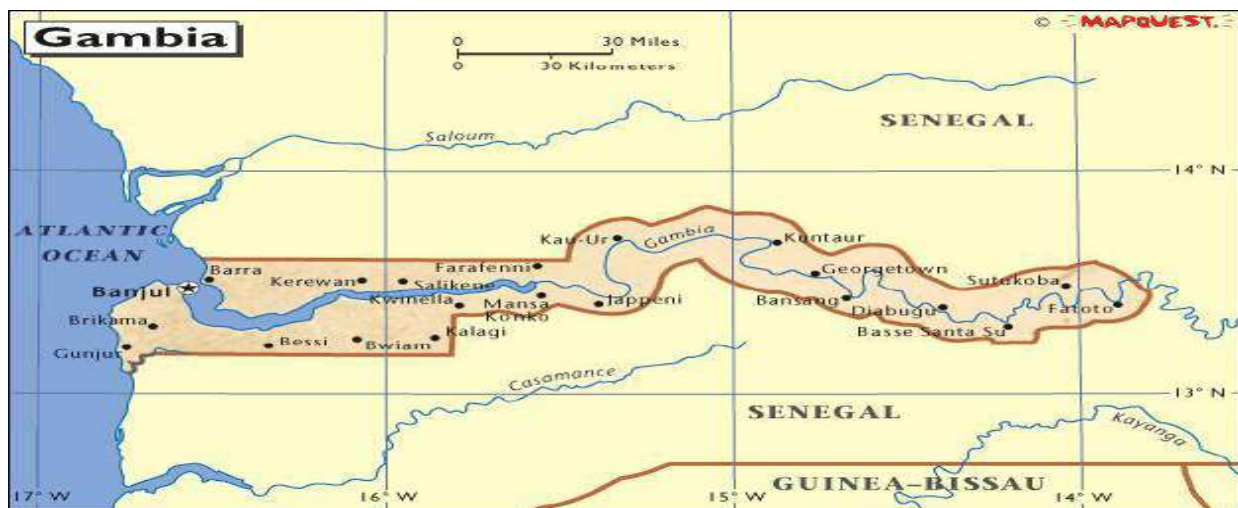 Gambia
0 30 Miles
0 30 Kilometers
© MAPQUEST.
Saloum
SENEGAL
14° N
ATLANTIC
OCEAN
Kau-Ur
Gambia
Kuntaur
Barra
Farafenni
Georgetown
Banjul
Kerewan
Salikene
Sutukoba
Kwinella
Mansa
Konko
Jappeni
Bansang
Diabugu
Fatoto
Brikama
Basse Santa Su
Gunjur
Bessi
Bwiam
Kalagi
Casamance
13° N
SENEGAL
Kayanga
GUINEA-BISSAU
17° W
16° W
15° W
14° W